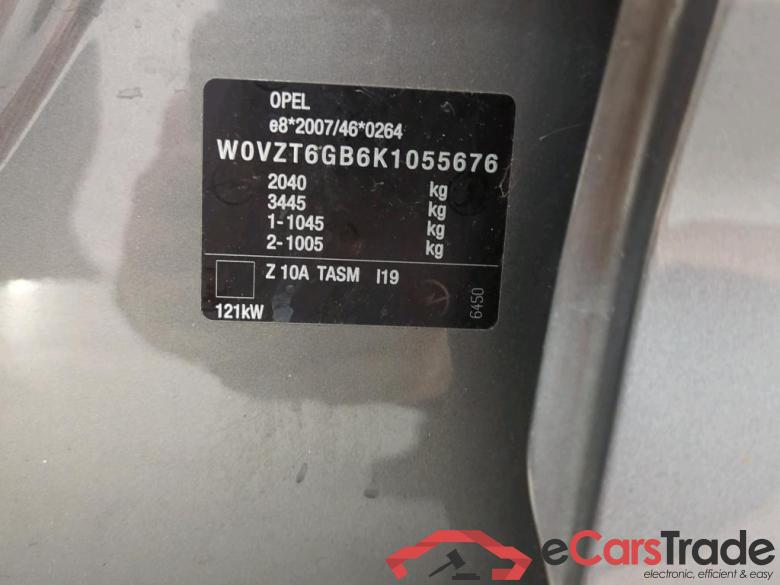 OPEL
e8*2007/46*0264
W0VZT6GB6K1055676
2040 kg
3445 kg
1-1045 kg
2-1005 kg
Z 10A TASM I19
121kW
6450
eCarsTrade
electronic, efficient & easy